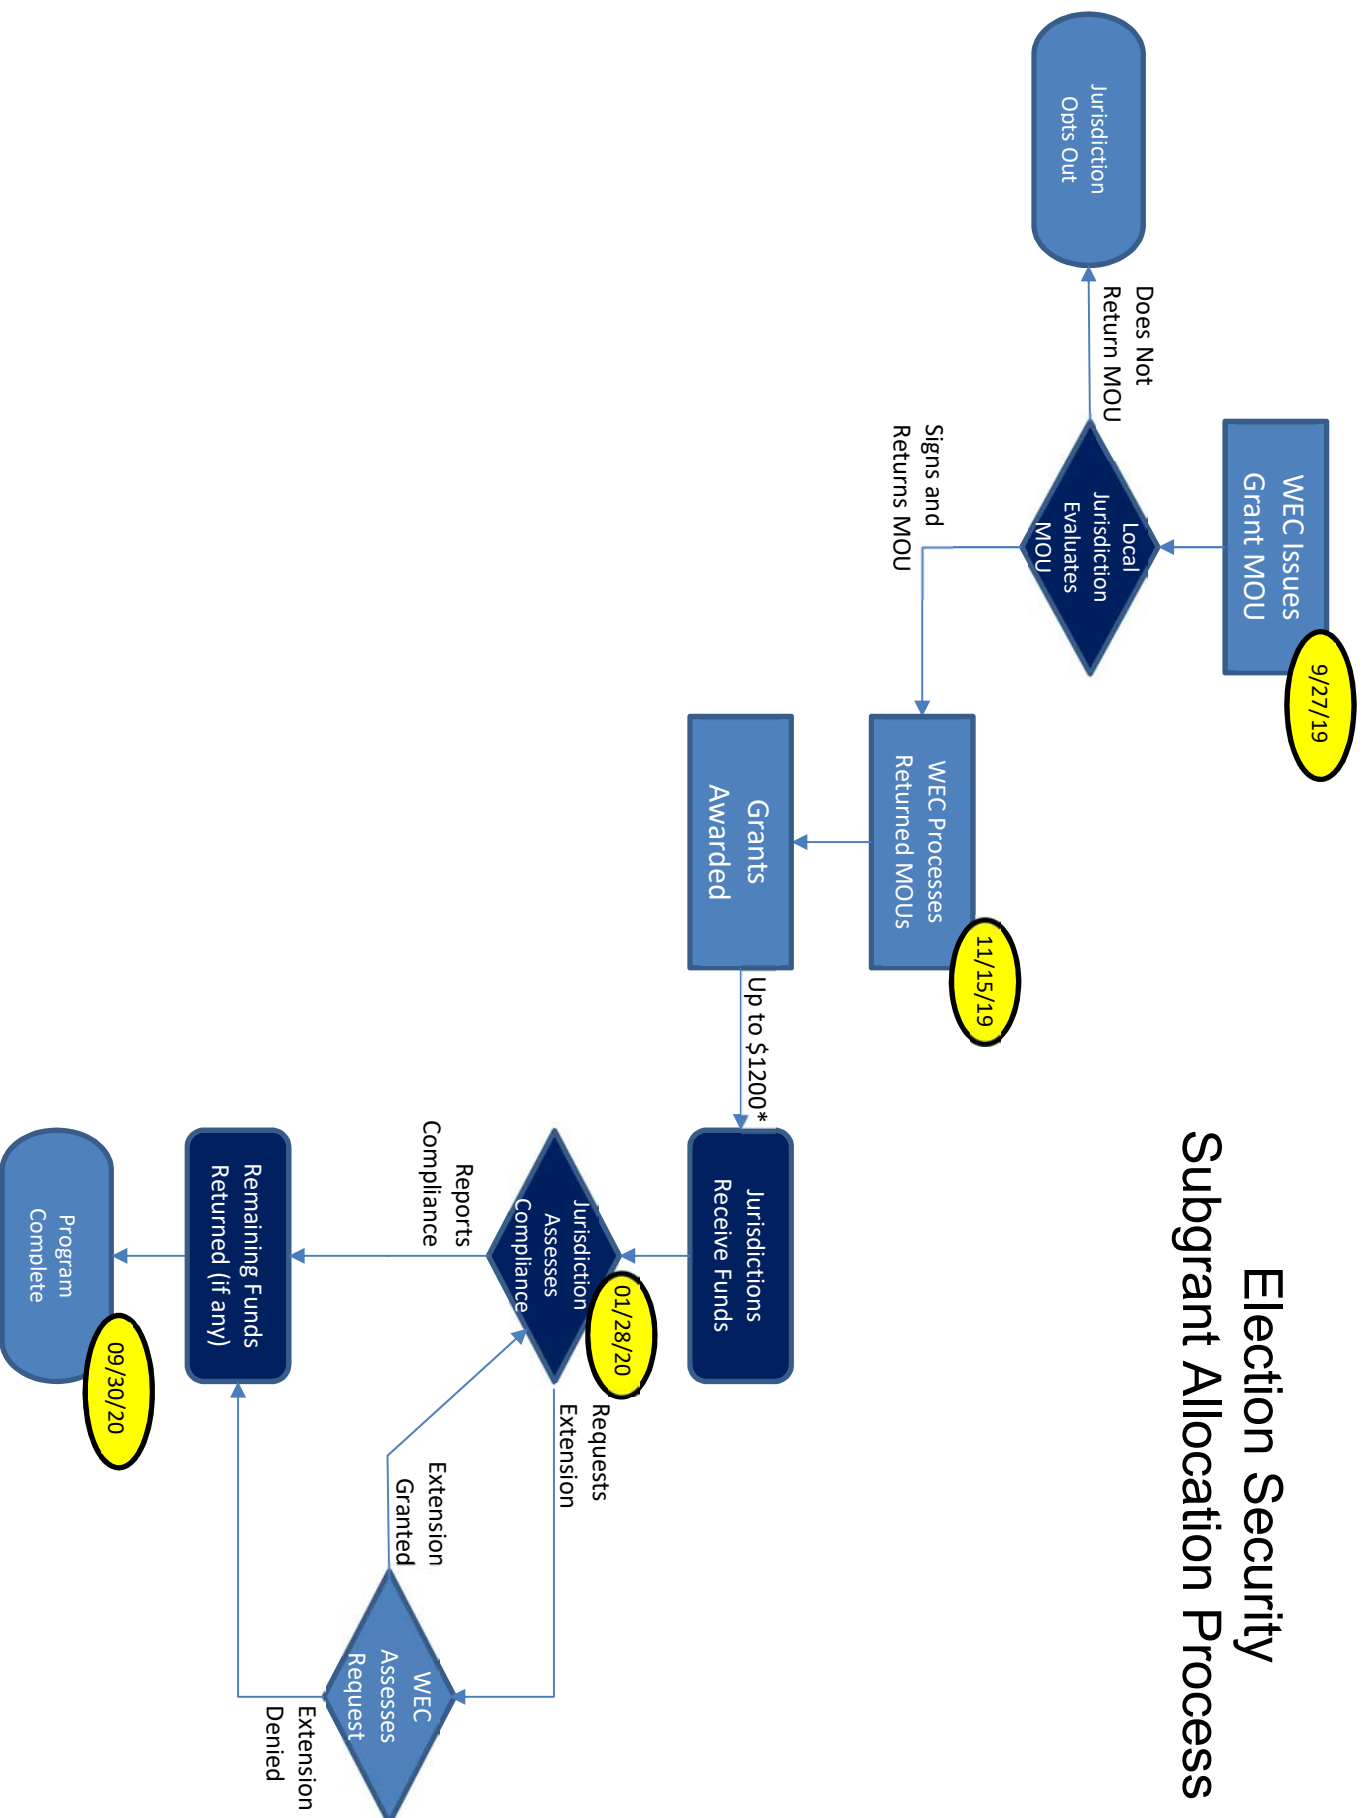 Election Security
Subgrant Allocation Process
WEC Issues
Grant MOU
9/27/19
Local
Jurisdiction
Evaluates
MOU
Does Not
Return MOU
Jurisdiction
Opts Out
Signs and
Returns MOU
WEC Processes
Returned MOUs
11/15/19
Grants
Awarded
Up to $1200*
Jurisdictions
Receive Funds
Jurisdiction
Assesses
Compliance
01/28/20
Requests
Extension
WEC
Assesses
Request
Extension
Granted
Extension
Denied
Reports
Compliance
Remaining Funds
Returned (if any)
Program
Complete
09/30/20